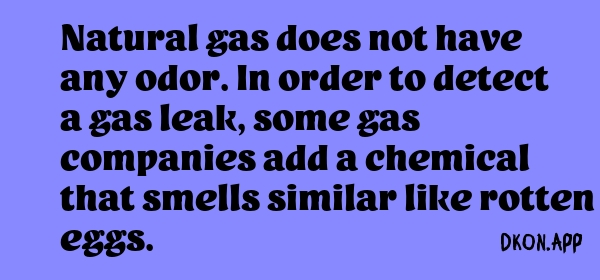 Natural gas does not have
any odor. In order to detect
a gas leak, some gas
companies add a chemical
that smells similar like rotten
eggs.
DKON.APP